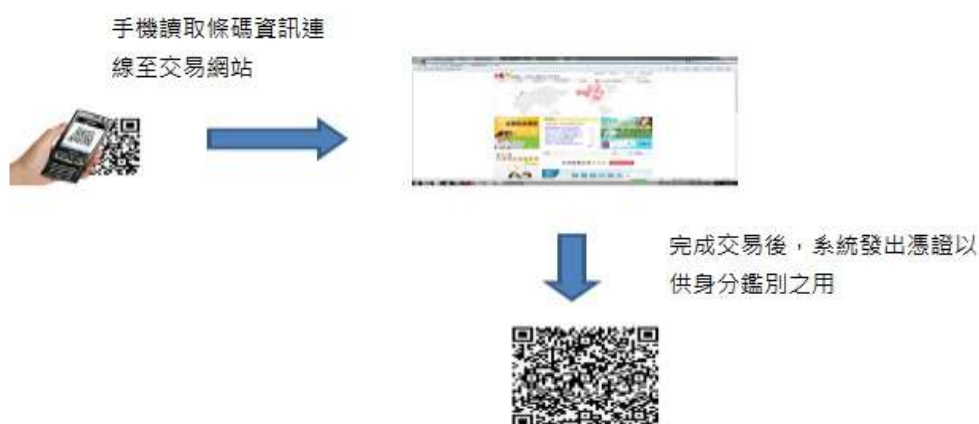 手機讀取條碼資訊連
線至交易網站
完成交易後，系統發出憑證以
供身分鑑別之用